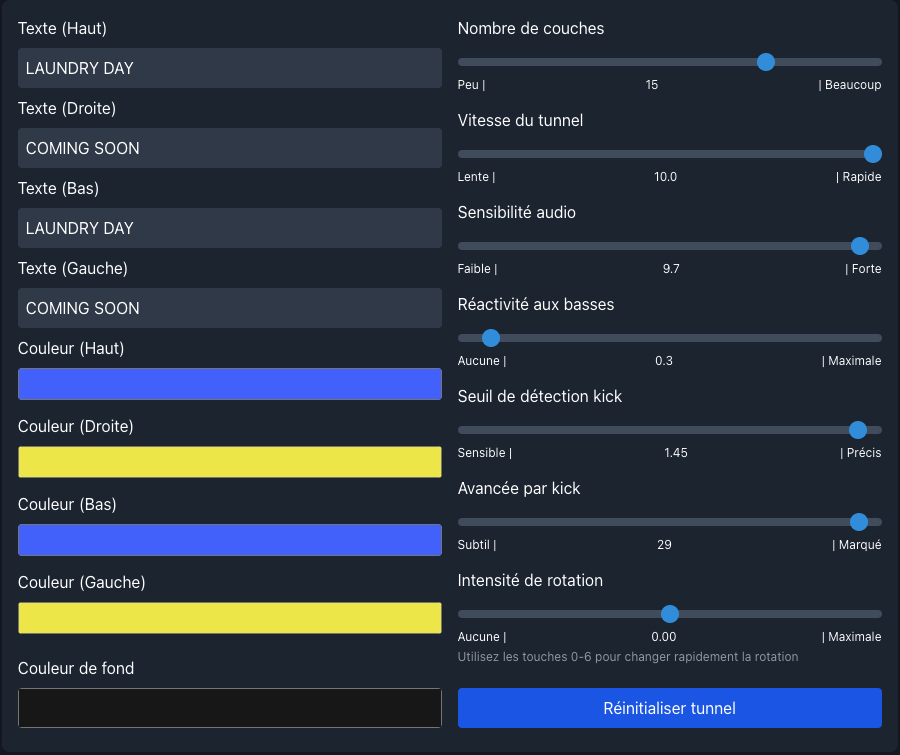 Texte (Haut)
LAUNDRY DAY
Texte (Droite)
COMING SOON
Texte (Bas)
LAUNDRY DAY
Texte (Gauche)
COMING SOON
Couleur (Haut)
Couleur (Droite)
Couleur (Bas)
Couleur (Gauche)
Couleur de fond
Nombre de couches
Peu | 15 | Beaucoup
Vitesse du tunnel
Lente | 10.0 | Rapide
Sensibilité audio
Faible | 9.7 | Forte
Réactivité aux basses
Aucune | 0.3 | Maximale
Seuil de détection kick
Sensible | 1.45 | Précis
Avancée par kick
Subtil | 29 | Marqué
Intensité de rotation
Aucune | 0.00 | Maximale
Utilisez les touches 0-6 pour changer rapidement la rotation
Réinitialiser tunnel